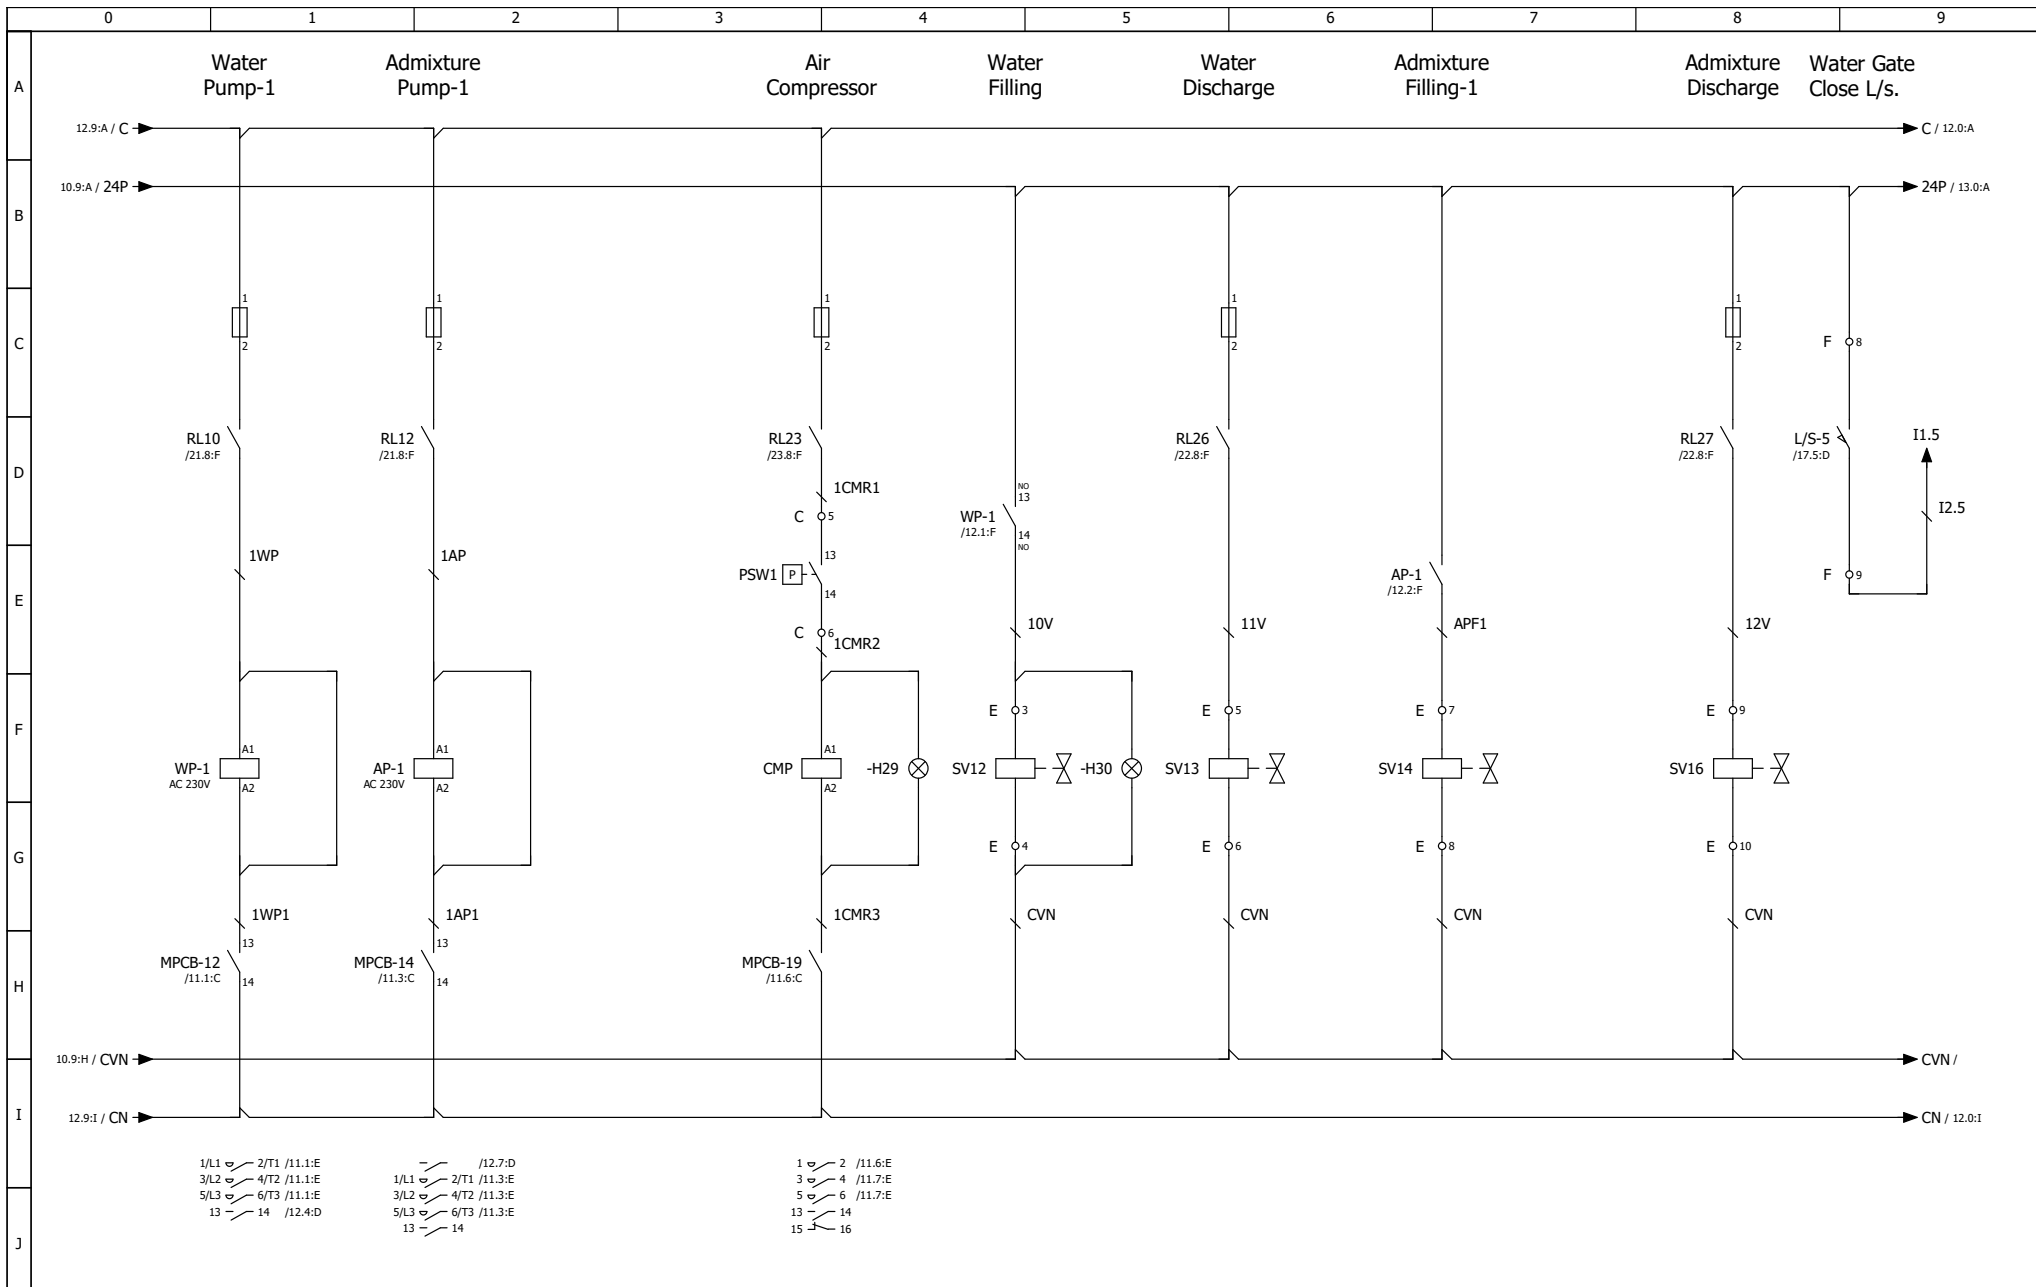 0 1 2 3 4 5 6 7 8 9
A
Water
Pump-1
Admixture
Pump-1
Air
Compressor
Water
Filling
Water
Discharge
Admixture
Filling-1
Admixture
Discharge
Water Gate
Close L/s.
12.9:A / C
C / 12.0:A
B
10.9:A / 24P
24P / 13.0:A
C
1
2
1
2
1
2
1
2
1
2
F 8
D
RL10
/21.8:F
RL12
/21.8:F
RL23
/23.8:F
1CMR1
C 5
NO
13
WP-1
/12.1:F
14
NO
RL26
/22.8:F
RL27
/22.8:F
L/S-5
/17.5:D
I1.5
I2.5
E
1WP
1AP
13
PSW1 P
14
C 6
1CMR2
10V
11V
AP-1
/12.2:F
APF1
12V
F 9
F
A1
WP-1
AC 230V
A2
A1
AP-1
AC 230V
A2
A1
CMP
A2
-H29
E 3
SV12
-H30
E 5
SV13
E 7
SV14
E 9
SV16
G
1WP1
1AP1
1CMR3
E 4
CVN
E 6
CVN
E 8
CVN
E 10
CVN
H
13
MPCB-12
/11.1:C
14
13
MPCB-14
/11.3:C
14
MPCB-19
/11.6:C
10.9:H / CVN
CVN /
I
12.9:I / CN
CN / 12.0:I
1/L1 2/T1 /11.1:E
3/L2 4/T2 /11.1:E
5/L3 6/T3 /11.1:E
13 14 /12.4:D
/12.7:D
1/L1 2/T1 /11.3:E
3/L2 4/T2 /11.3:E
5/L3 6/T3 /11.3:E
13 14
1 2 /11.6:E
3 4 /11.7:E
5 6 /11.7:E
13 14
15 16
J